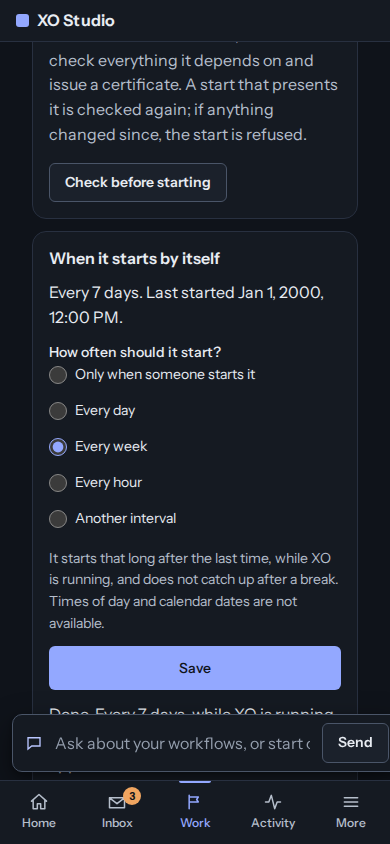 XO Studio
check everything it depends on and
issue a certificate. A start that presents
it is checked again; if anything
changed since, the start is refused.
Check before starting
When it starts by itself
Every 7 days. Last started Jan 1, 2000,
12:00 PM.
How often should it start?
Only when someone starts it
Every day
Every week
Every hour
Another interval
It starts that long after the last time, while XO
is running, and does not catch up after a break.
Times of day and calendar dates are not
available.
Save
Done. Every 7 days, while XO is running
Ask about your workflows, or start
Send
3
Home
Inbox
Work
Activity
More